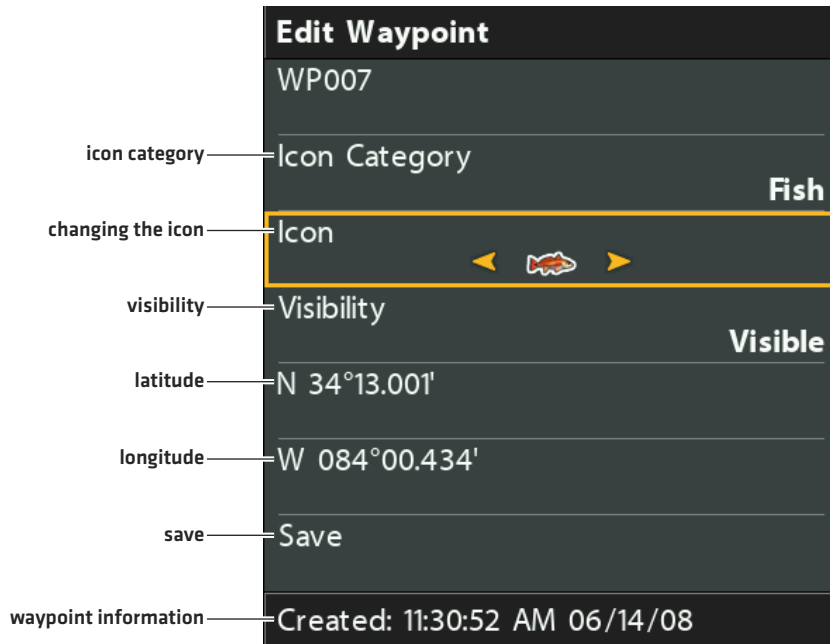 Edit Waypoint
WP007
icon category
Icon Category
Fish
changing the icon
Icon
visibility
Visibility
Visible
latitude
N 34°13.001'
longitude
W 084°00.434'
save
Save
waypoint information
Created: 11:30:52 AM 06/14/08